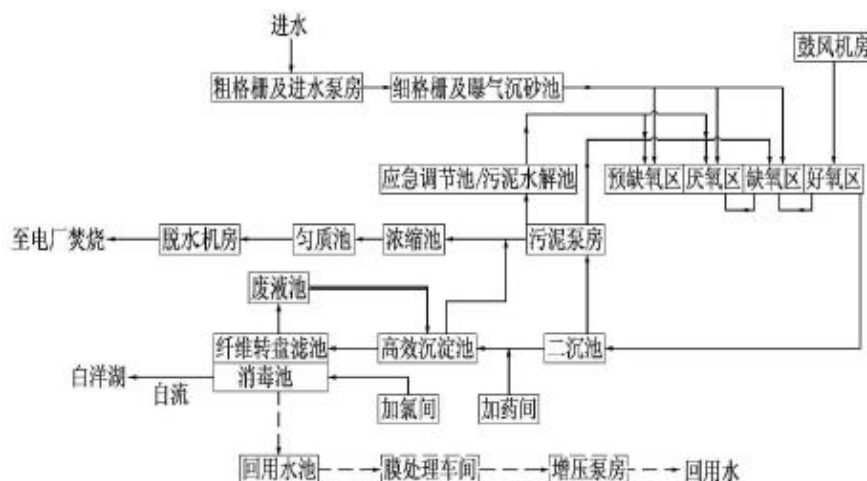 进水
鼓风机房
粗格栅及进水泵房
细格栅及曝气沉砂池
应急调节池/污泥水解池
预缺氧区
厌氧区
缺氧区
好氧区
至电厂焚烧
脱水机房
匀质池
浓缩池
污泥泵房
废液池
纤维转盘滤池
高效沉淀池
二沉池
白洋湖
自流
消毒池
加氯间
加药间
回用水池
膜处理车间
增压泵房
回用水